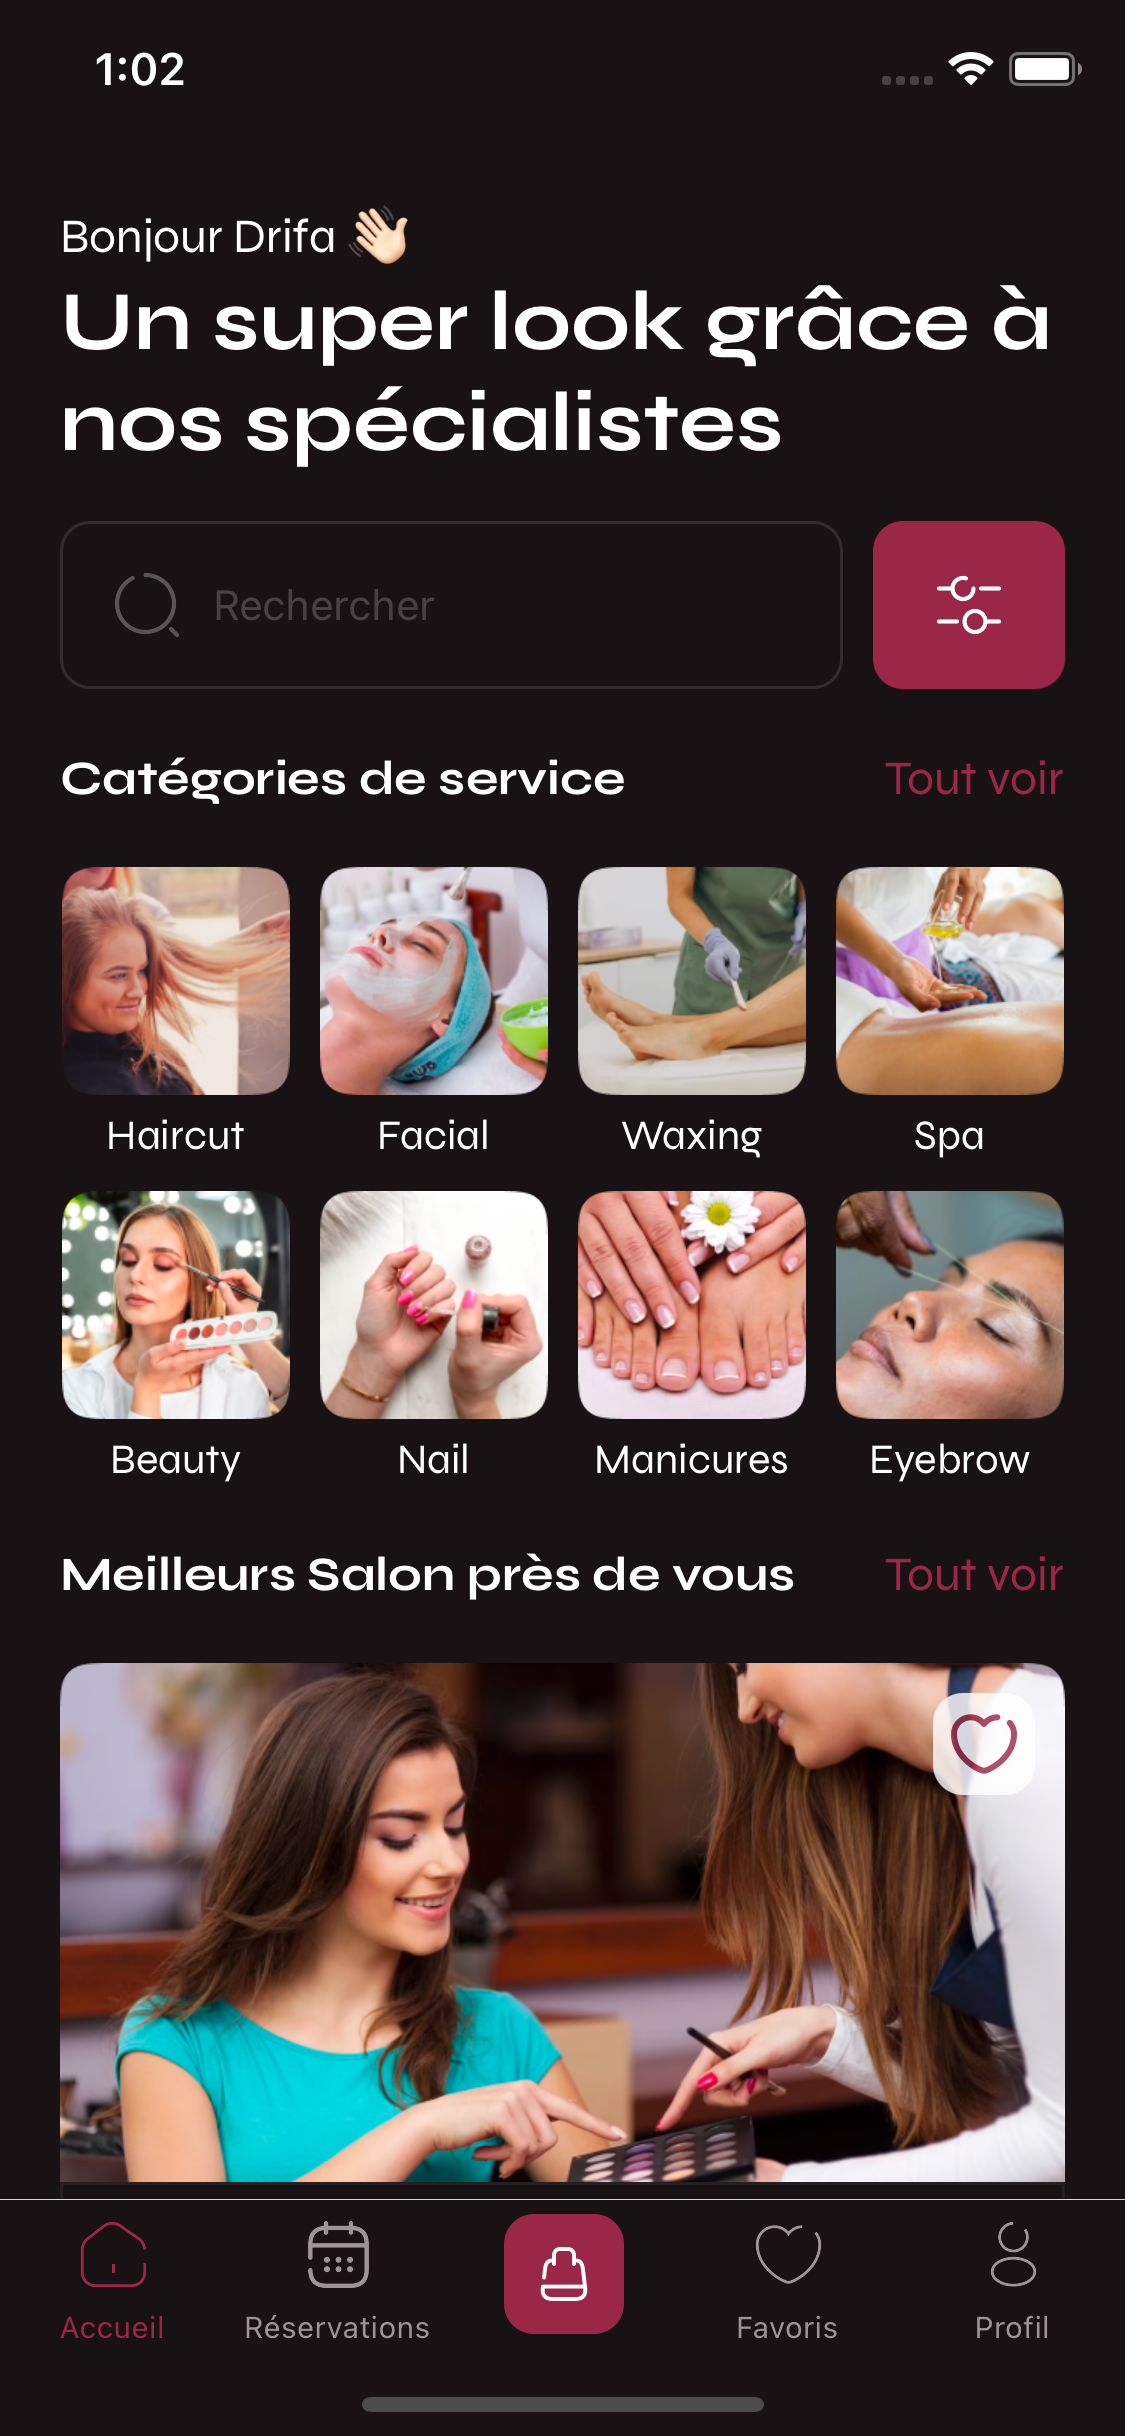 1:02
Bonjour Drifa 👋🏻
Un super look grâce à
nos spécialistes
Rechercher
Catégories de service
Tout voir
Haircut
Facial
Waxing
Spa
Beauty
Nail
Manicures
Eyebrow
Meilleurs Salon près de vous
Tout voir
Accueil
Réservations
Favoris
Profil